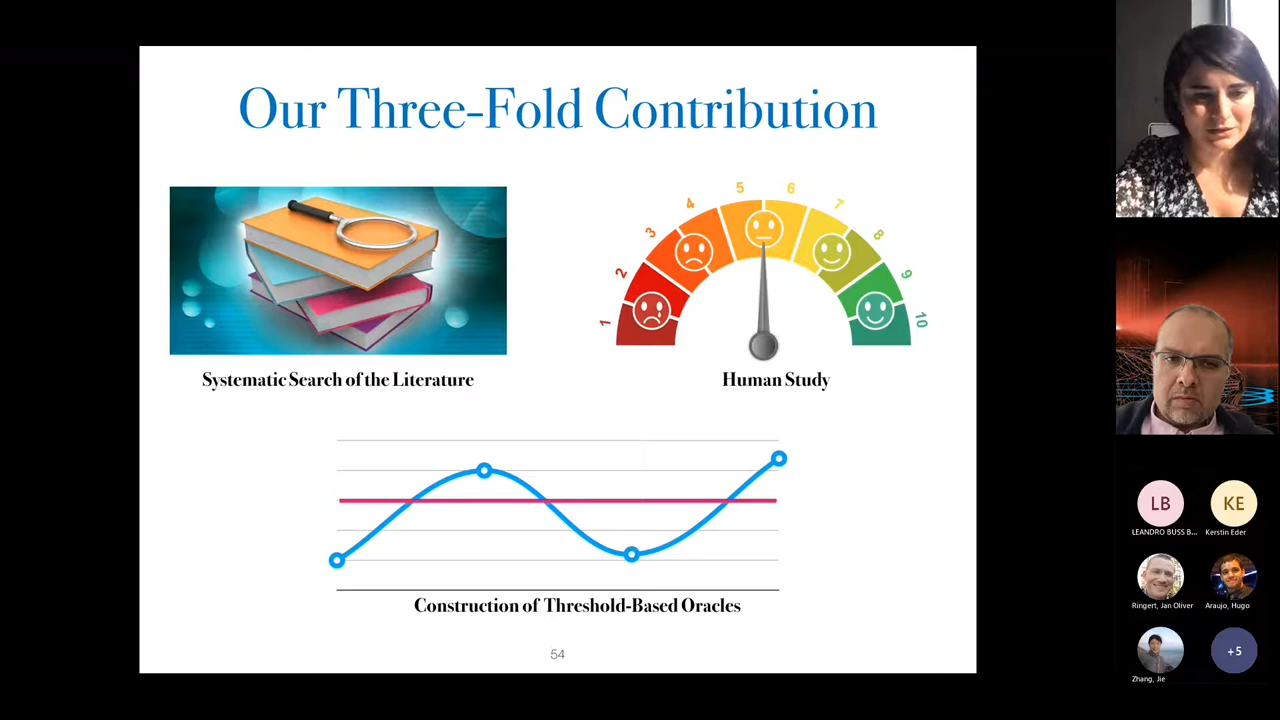 Our Three-Fold Contribution
1 2 3 4 5 6 7 8 9 10
Systematic Search of the Literature
Human Study
Construction of Threshold-Based Oracles
54
LB
KE
LEANDRO BUSS B...
Kerstin Eder
Ringert, Jan Oliver
Araujo, Hugo
+5
Zhang, Jie